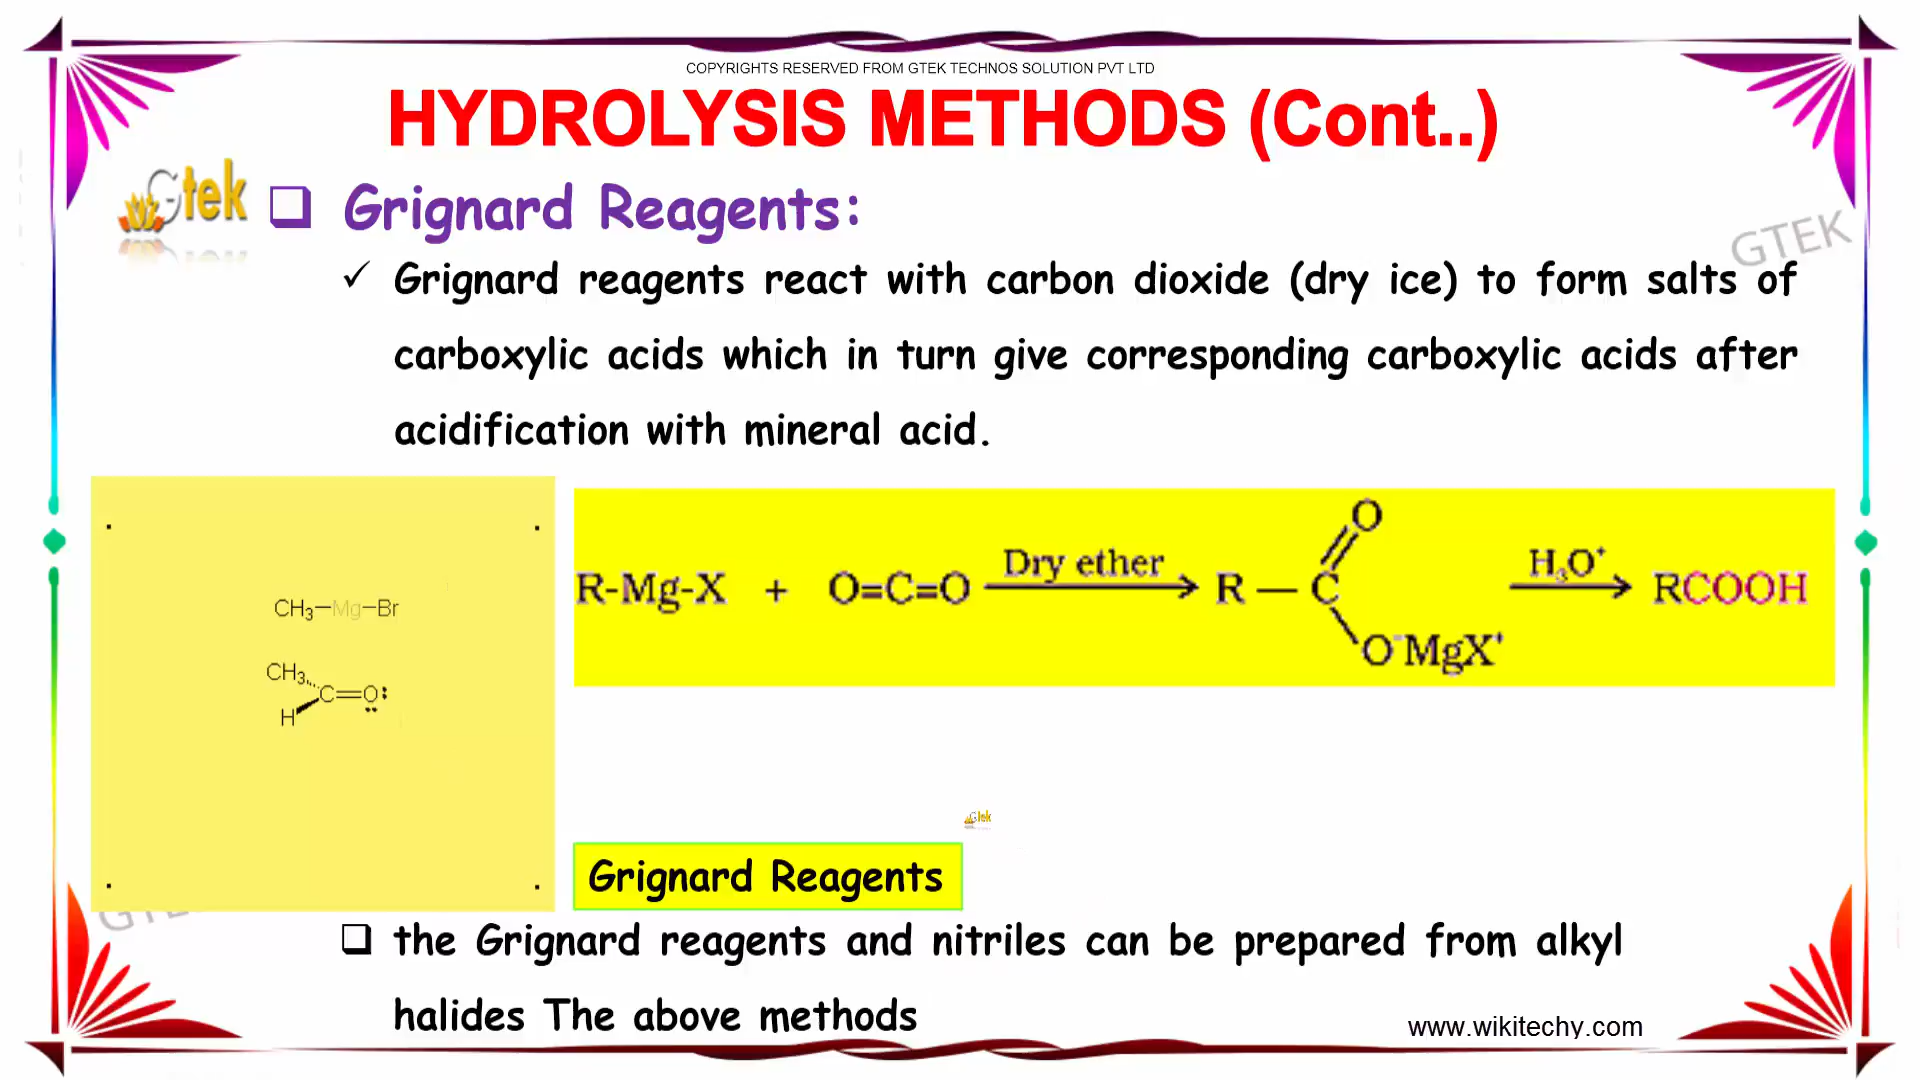 COPYRIGHTS RESERVED FROM GTEK TECHNOS SOLUTION PVT LTD
HYDROLYSIS METHODS (Cont..)
Gtek
❑ Grignard Reagents:
GTEK
✓ Grignard reagents react with carbon dioxide (dry ice) to form salts of
carboxylic acids which in turn give corresponding carboxylic acids after
acidification with mineral acid.
CH₃—Mg—Br
CH₃
C=O:
H
O
R-Mg-X + O=C=O Dry ether R — C H₃O⁺ RCOOH
O⁻MgX⁺
Gtek
Grignard Reagents
GTEK
❑ the Grignard reagents and nitriles can be prepared from alkyl
halides The above methods
www.wikitechy.com